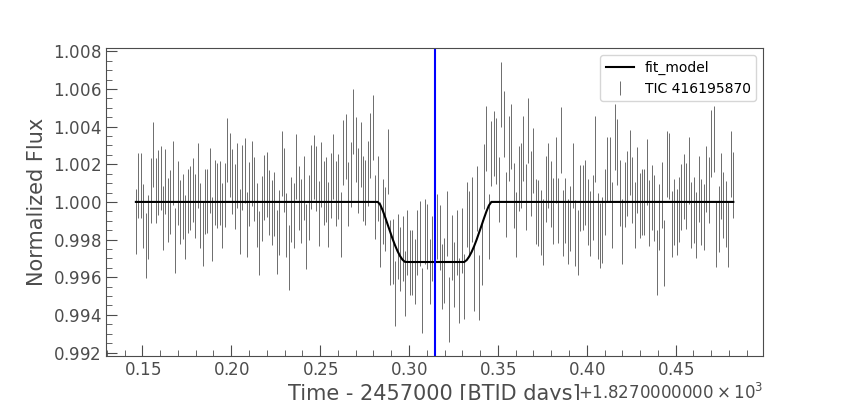 1.008
1.006
1.004
1.002
1.000
0.998
0.996
0.994
0.992
Normalized Flux
fit_model
TIC 416195870
0.15 0.20 0.25 0.30 0.35 0.40 0.45
Time - 2457000 [BTJD days]
+1.8270000000 × 10³